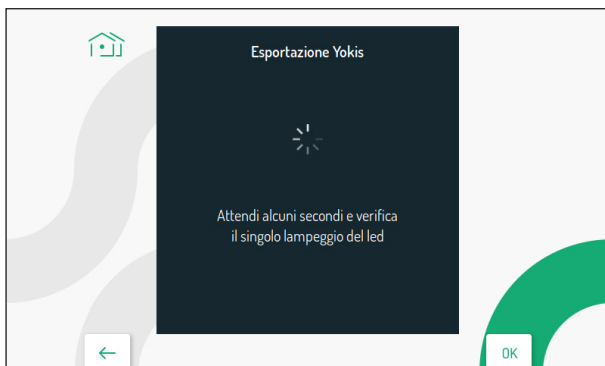 Esportazione Yokis
Attendi alcuni secondi e verifica
il singolo lampeggio del led
OK